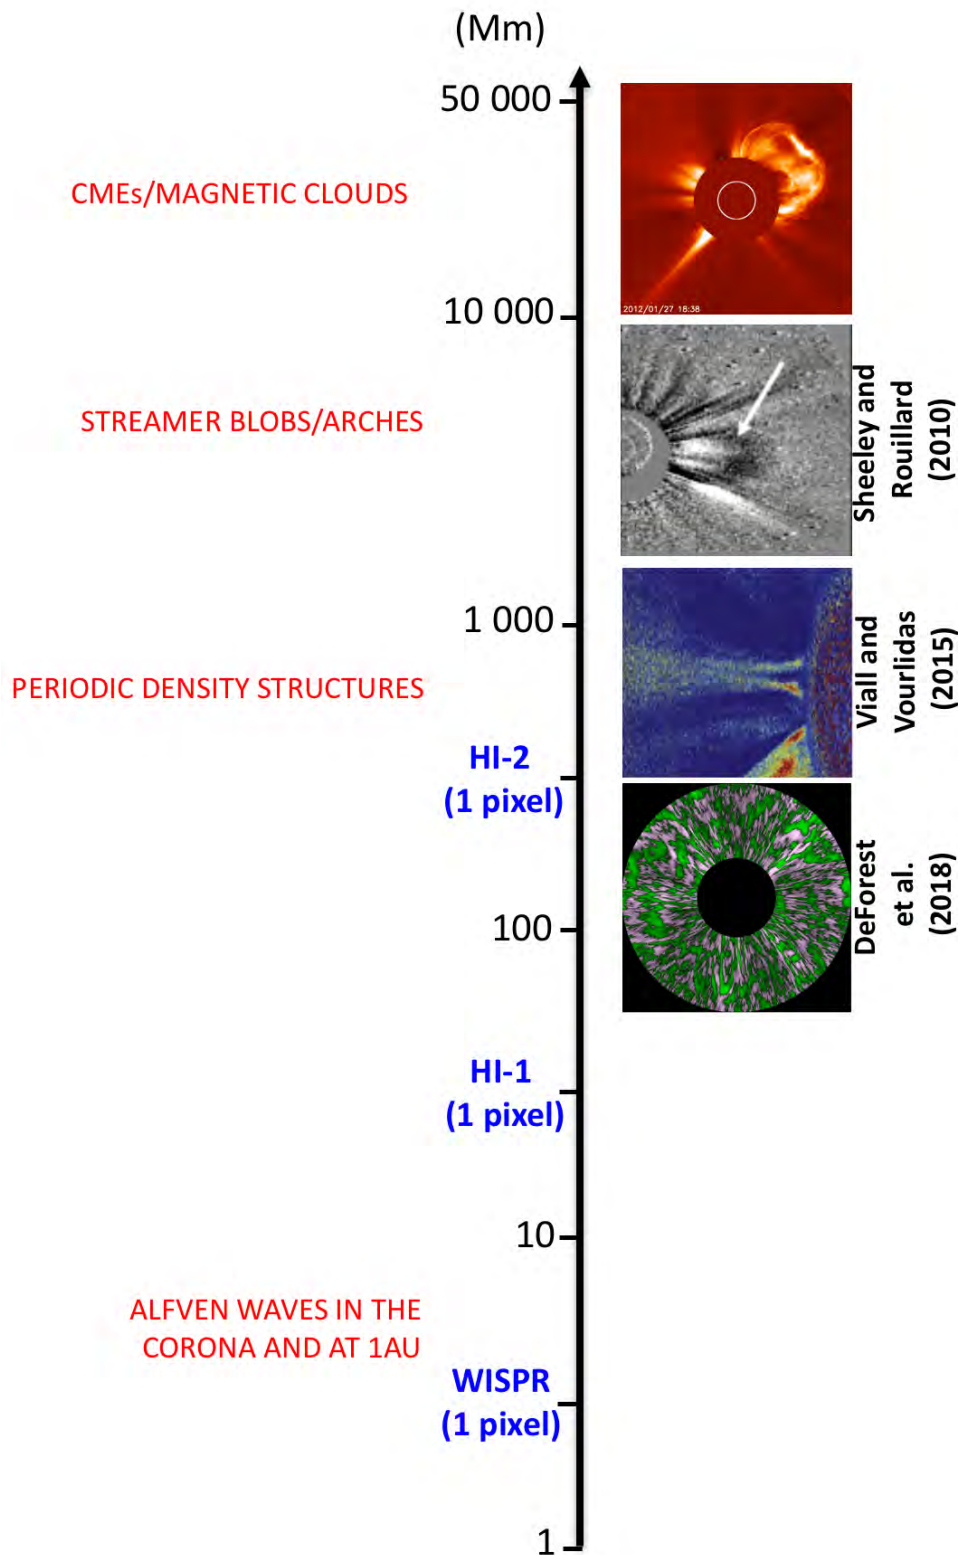 (Mm)
50 000
CMEs/MAGNETIC CLOUDS
2012/01/27 18:38
10 000
STREAMER BLOBS/ARCHES
Sheeley and
Rouillard
(2010)
1 000
PERIODIC DENSITY STRUCTURES
Viall and
Vourlidas
(2015)
HI-2
(1 pixel)
DeForest
et al.
(2018)
100
HI-1
(1 pixel)
10
ALFVEN WAVES IN THE
CORONA AND AT 1AU
WISPR
(1 pixel)
1